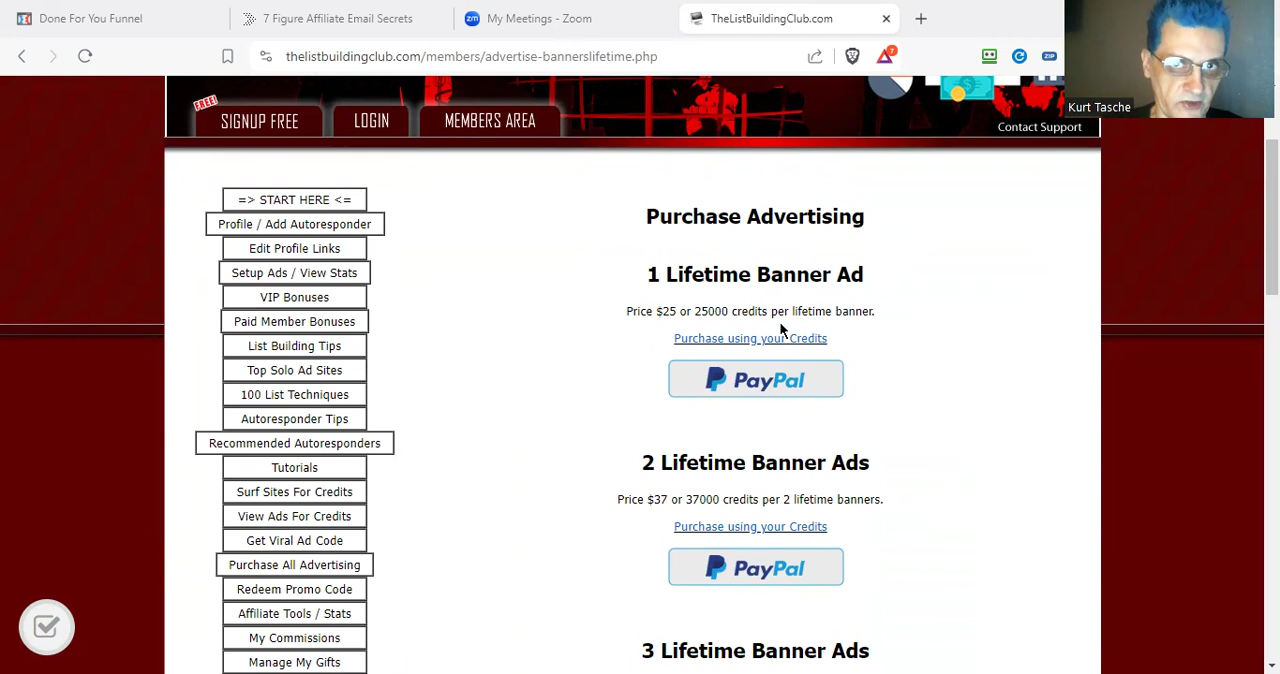 Done For You Funnel
7 Figure Affiliate Email Secrets
My Meetings - Zoom
TheListBuildingClub.com
thelistbuildingclub.com/members/advertise-bannerslifetime.php
7
ZIP
Kurt Tasche
FREE!
SIGNUP FREE
LOGIN
MEMBERS AREA
Contact Support
=> START HERE <=
Profile / Add Autoresponder
Edit Profile Links
Setup Ads / View Stats
VIP Bonuses
Paid Member Bonuses
List Building Tips
Top Solo Ad Sites
100 List Techniques
Autoresponder Tips
Recommended Autoresponders
Tutorials
Surf Sites For Credits
View Ads For Credits
Get Viral Ad Code
Purchase All Advertising
Redeem Promo Code
Affiliate Tools / Stats
My Commissions
Manage My Gifts
Purchase Advertising
1 Lifetime Banner Ad
Price $25 or 25000 credits per lifetime banner.
Purchase using your Credits
PayPal
2 Lifetime Banner Ads
Price $37 or 37000 credits per 2 lifetime banners.
Purchase using your Credits
PayPal
3 Lifetime Banner Ads